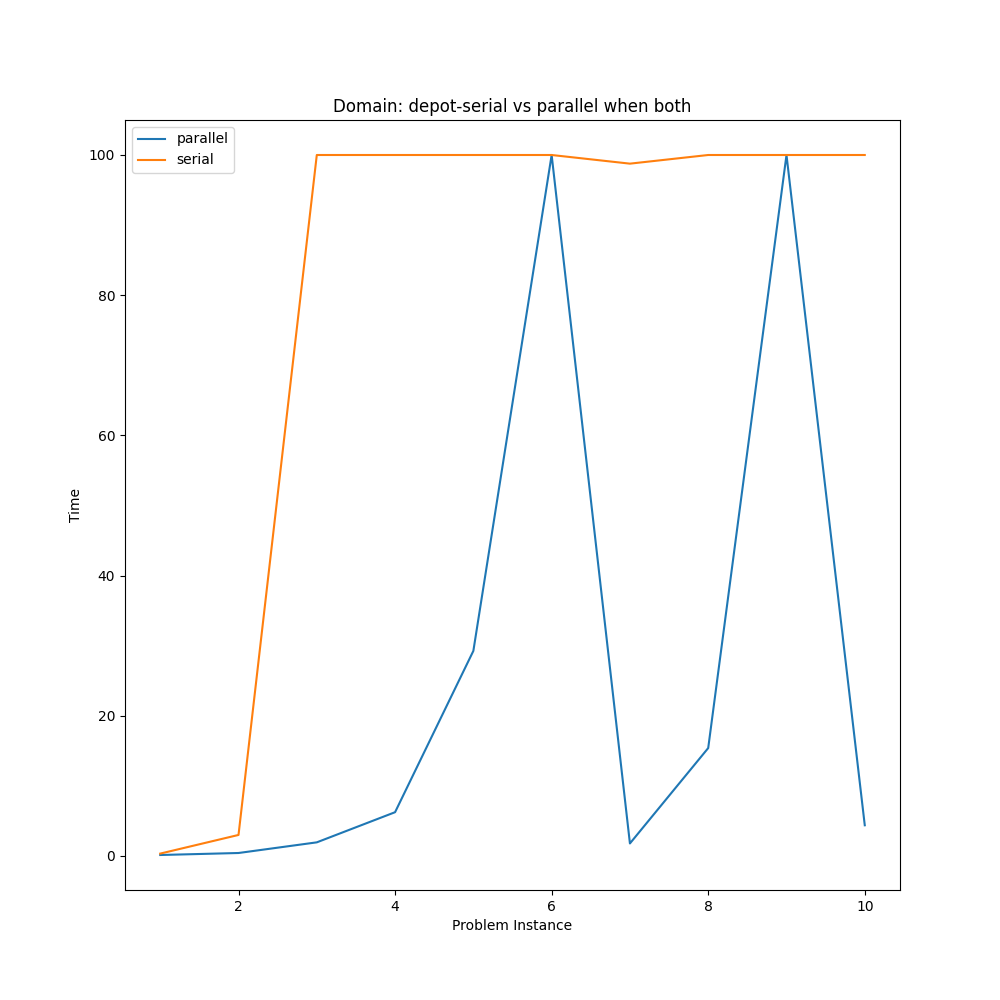 Domain: depot-serial vs parallel when both
parallel
serial
100
80
60
40
20
0
Time
2 4 6 8 10
Problem Instance